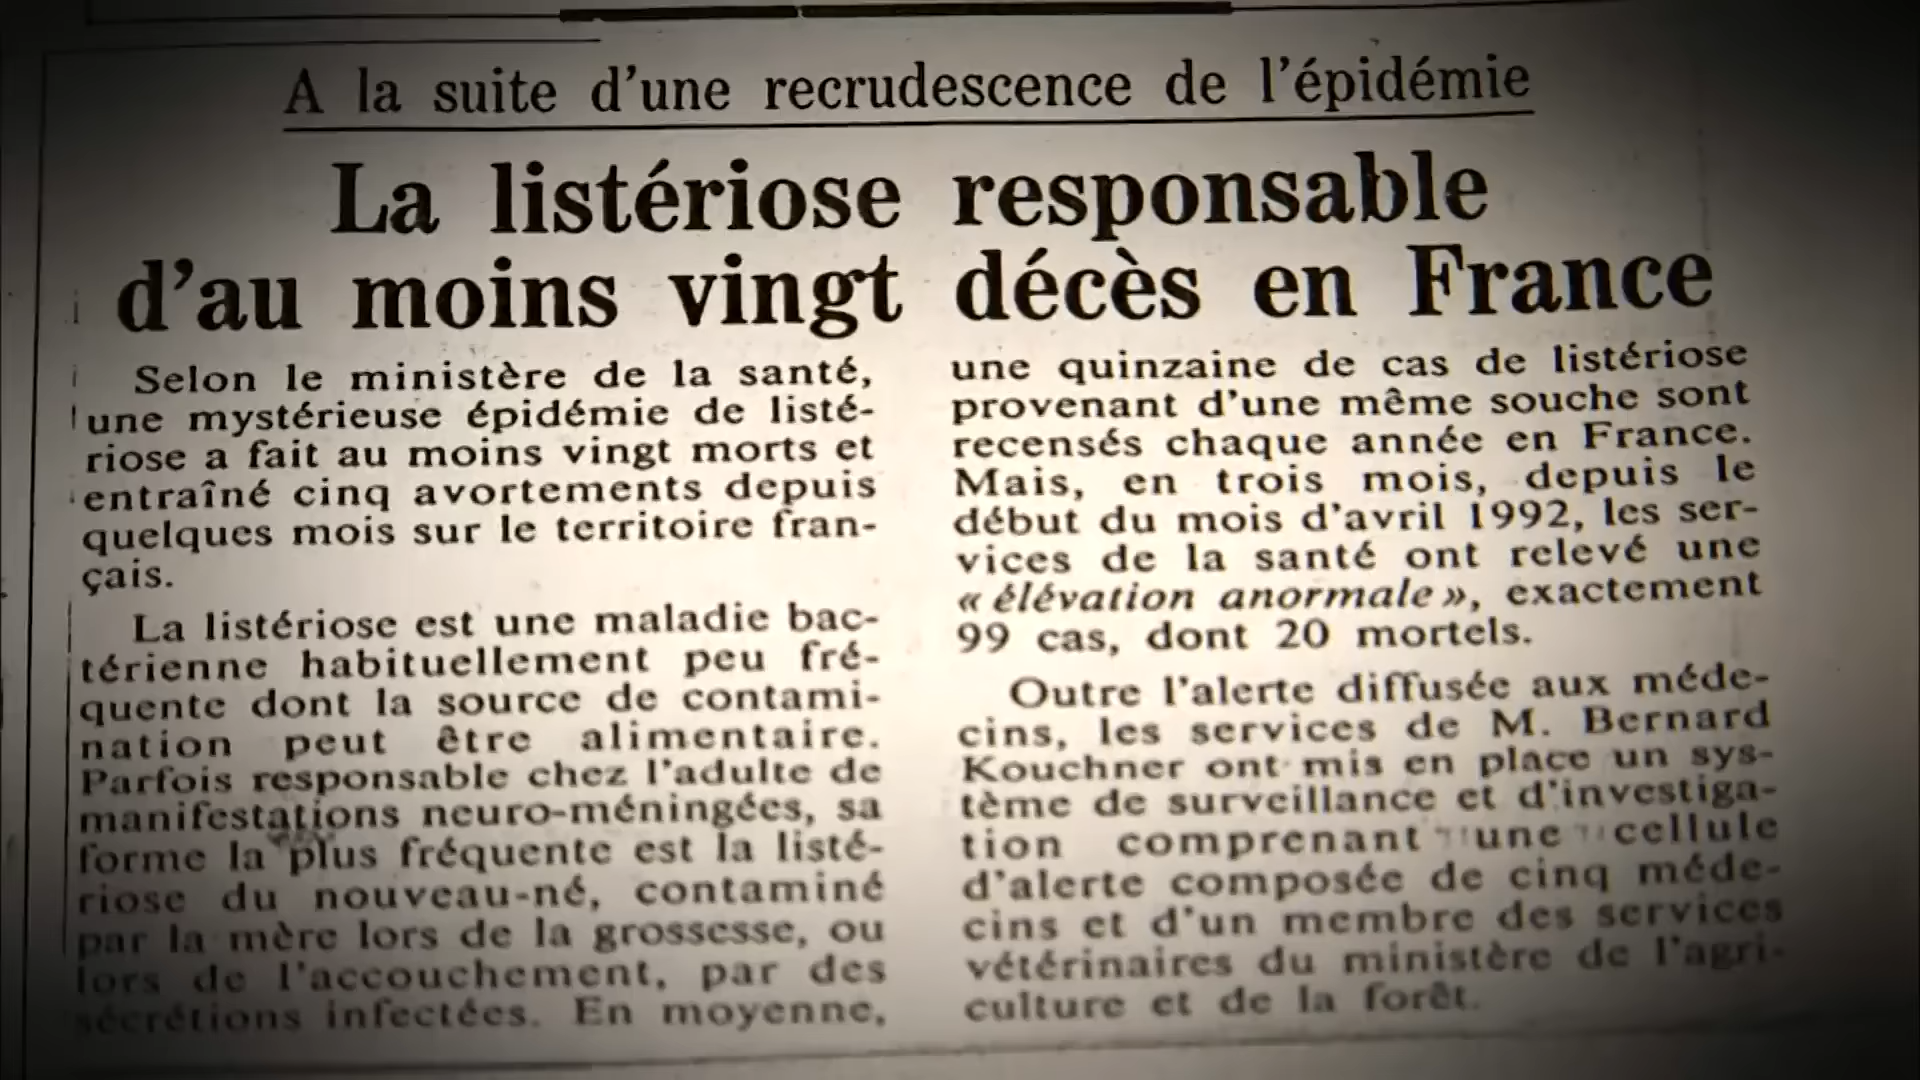 A la suite d'une recrudescence de l'épidémie
La listériose responsable
d'au moins vingt décès en France
Selon le ministère de la santé,
une mystérieuse épidémie de listé-
riose a fait au moins vingt morts et
entraîné cinq avortements depuis
quelques mois sur le territoire fran-
çais.
La listériose est une maladie bac-
térienne habituellement peu fré-
quente dont la source de contami-
nation peut être alimentaire.
Parfois responsable chez l'adulte de
manifestations neuro-méningées, sa
forme la plus fréquente est la listé-
riose du nouveau-né, contaminé
par la mère lors de la grossesse, ou
lors de l'accouchement, par des
sécrétions infectées. En moyenne,
une quinzaine de cas de listériose
provenant d'une même souche sont
recensés chaque année en France.
Mais, en trois mois, depuis le
début du mois d'avril 1992, les ser-
vices de la santé ont relevé une
« élévation anormale », exactement
99 cas, dont 20 mortels.
Outre l'alerte diffusée aux méde-
cins, les services de M. Bernard
Kouchner ont mis en place un sys-
tème de surveillance et d'investiga-
tion comprenant une cellule
d'alerte composée de cinq méde-
cins et d'un membre des services
vétérinaires du ministère de l'agri-
culture et de la forêt.